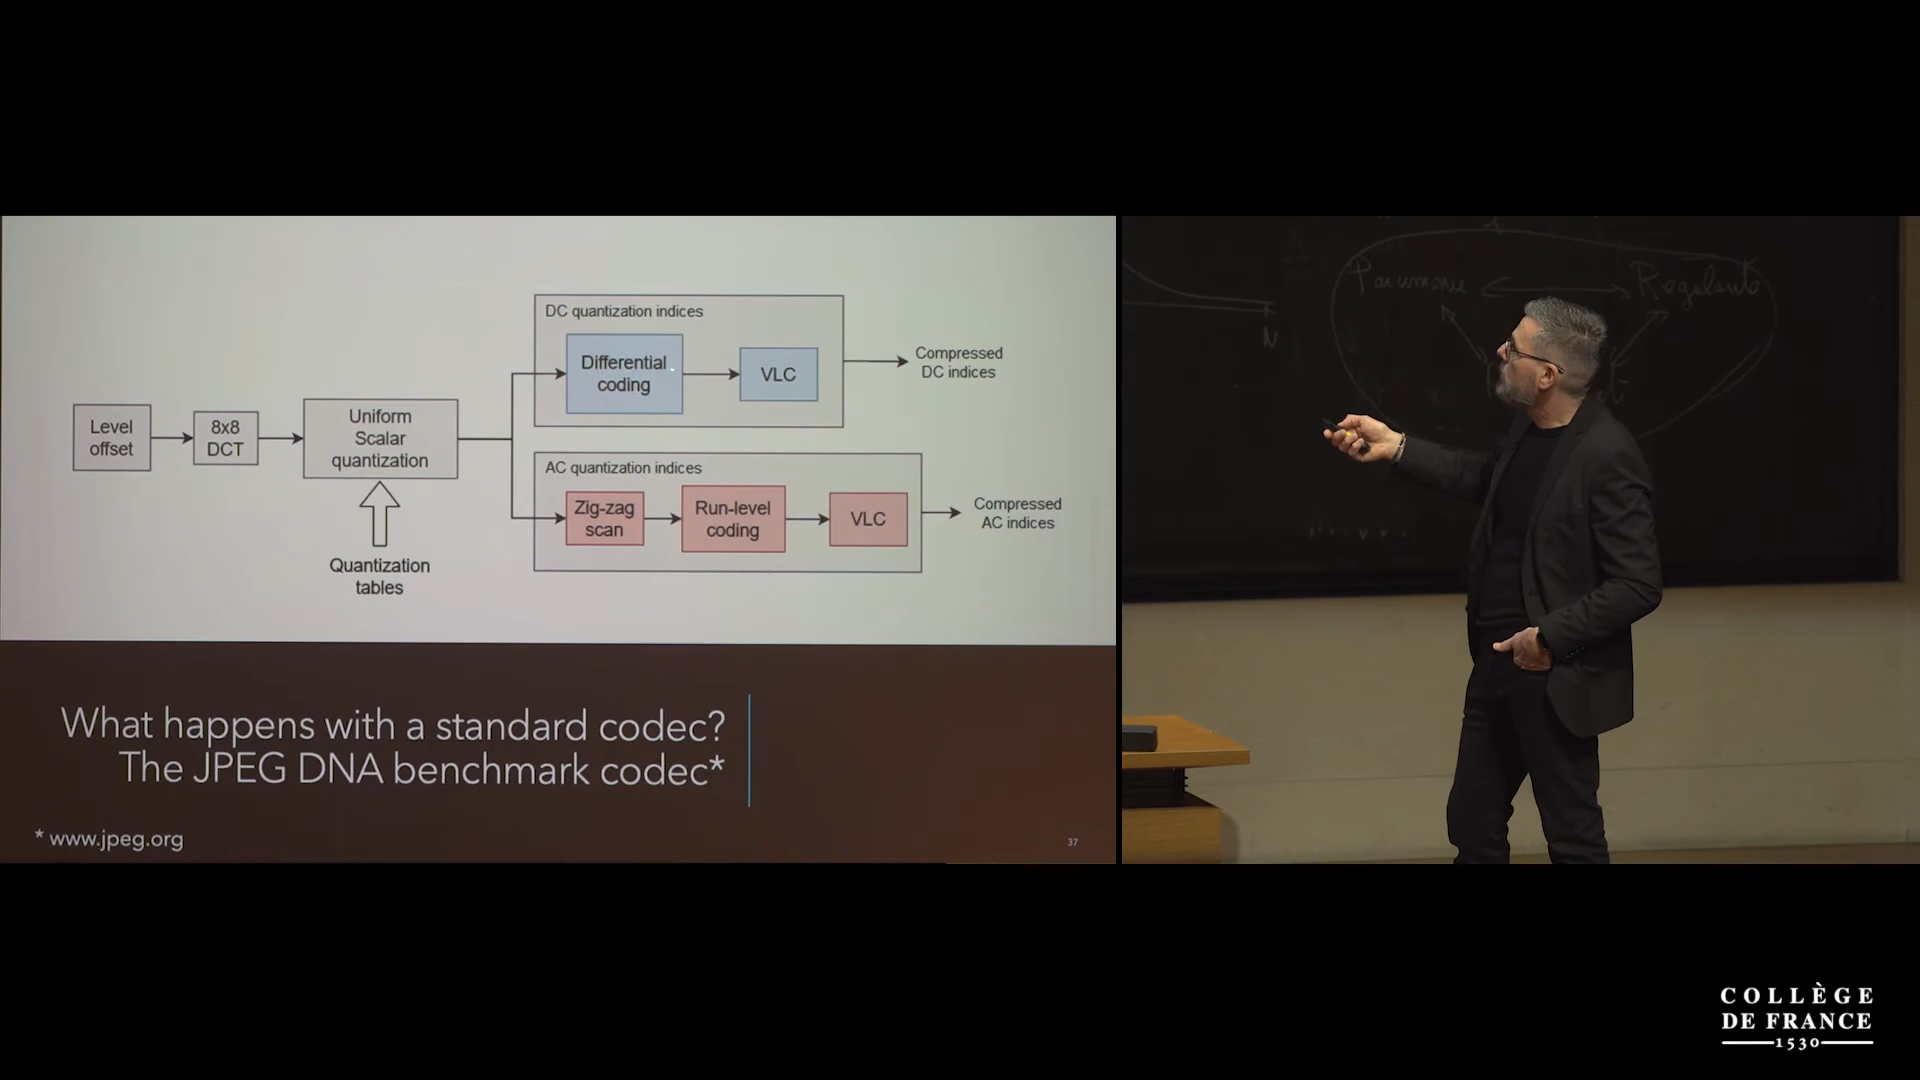 DC quantization indices
Differential
coding
VLC
Compressed
DC indices
Level
offset
8x8
DCT
Uniform
Scalar
quantization
Quantization
tables
AC quantization indices
Zig-zag
scan
Run-level
coding
VLC
Compressed
AC indices
What happens with a standard codec?
The JPEG DNA benchmark codec*
* www.jpeg.org
37
N
COLLÈGE
DE FRANCE
1530